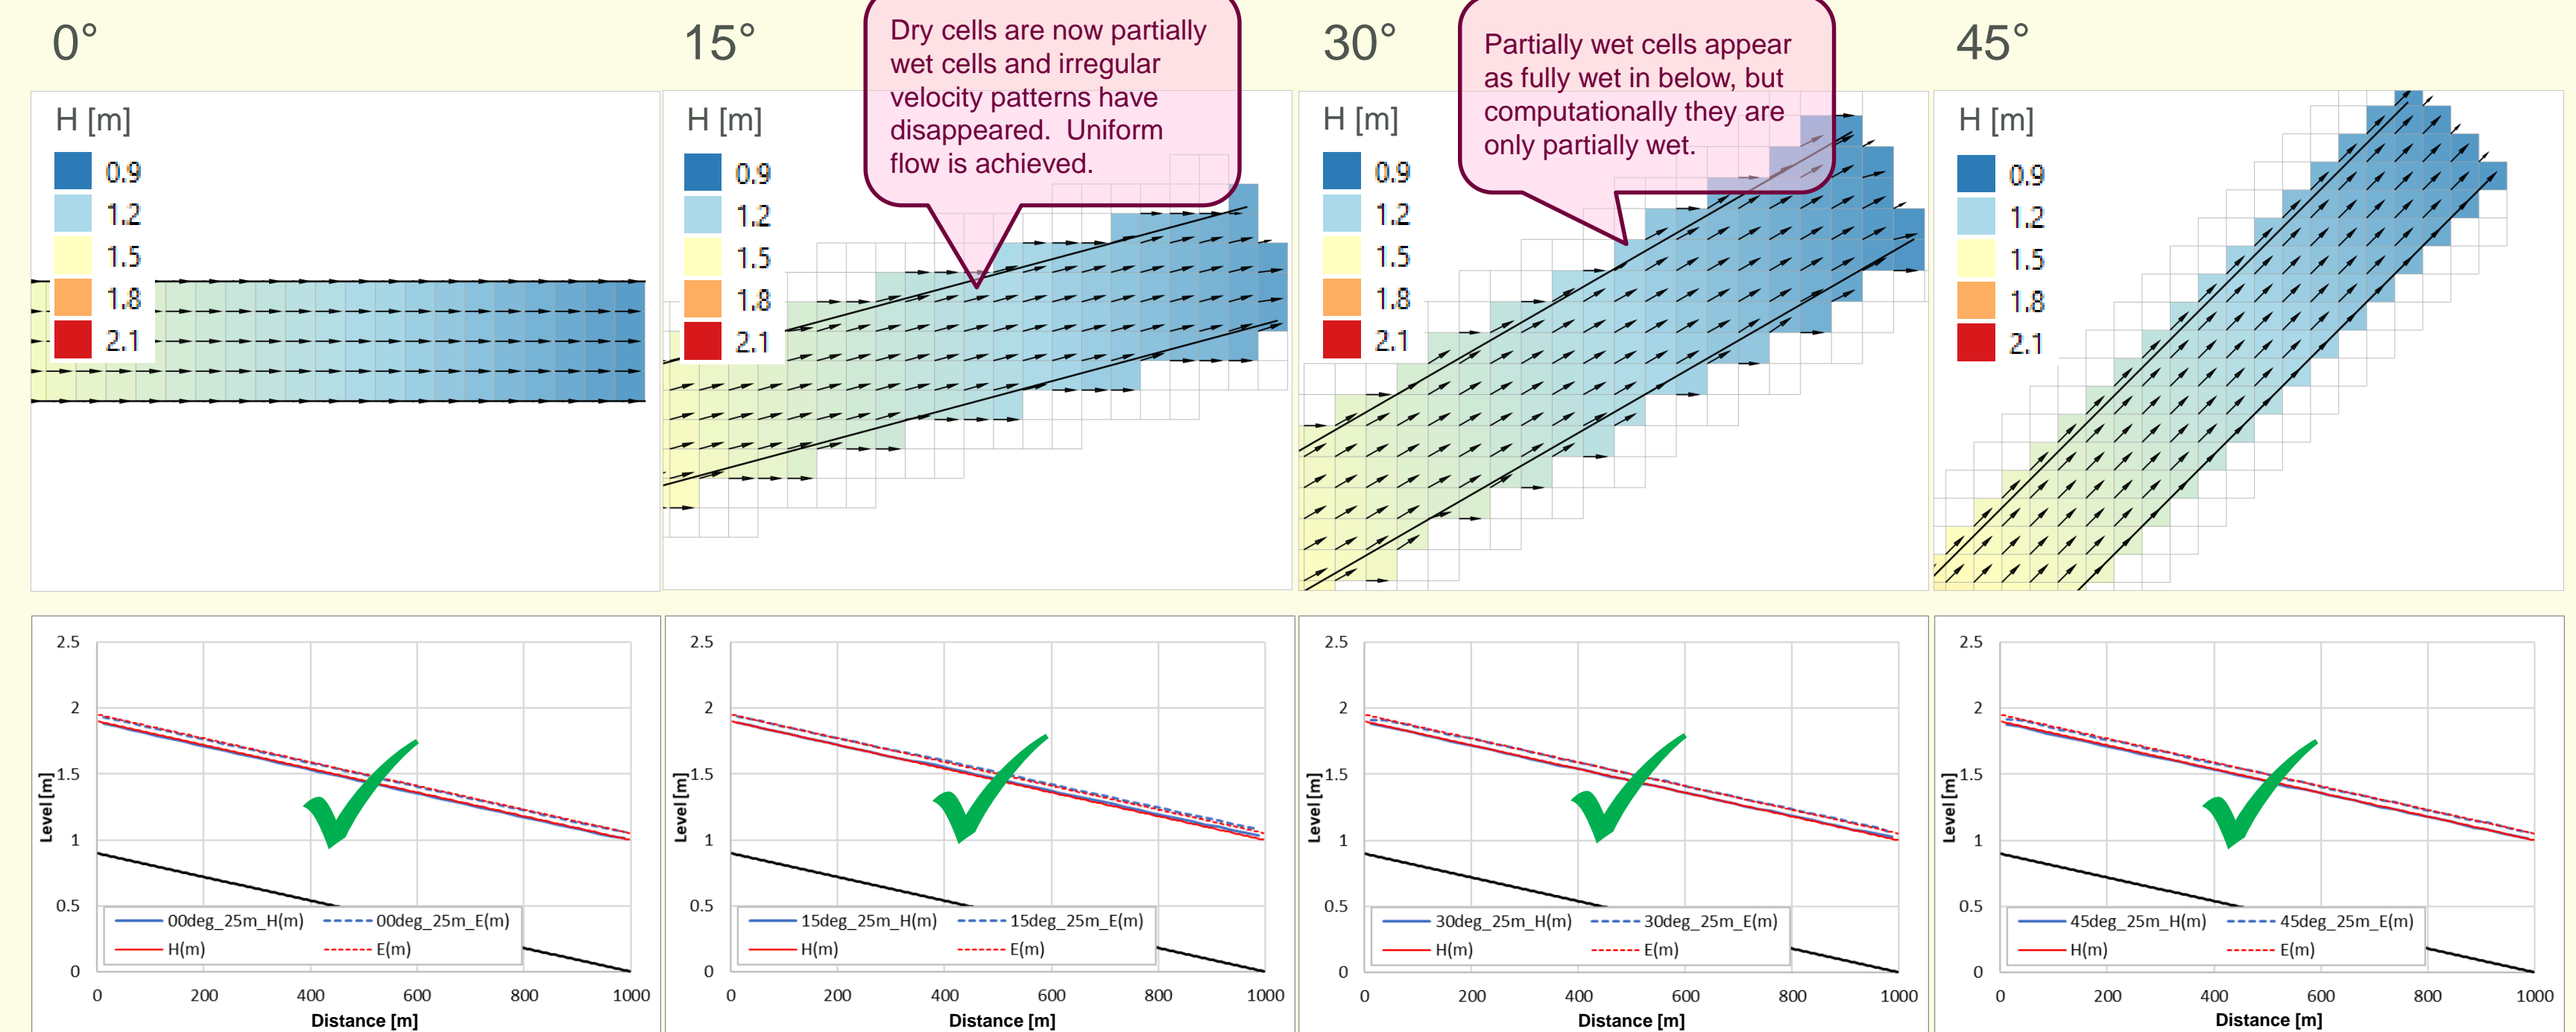 0°
15°
30°
45°
Dry cells are now partially
wet cells and irregular
velocity patterns have
disappeared.  Uniform
flow is achieved.
Partially wet cells appear
as fully wet in below, but
computationally they are
only partially wet.
H [m]
0.9
1.2
1.5
1.8
2.1
H [m]
0.9
1.2
1.5
1.8
2.1
H [m]
0.9
1.2
1.5
1.8
2.1
H [m]
0.9
1.2
1.5
1.8
2.1
2.5
2
1.5
1
0.5
0
Level [m]
00deg_25m_H(m) 00deg_25m_E(m)
H(m) E(m)
0 200 400 600 800 1000
Distance [m]
2.5
2
1.5
1
0.5
0
Level [m]
15deg_25m_H(m) 15deg_25m_E(m)
H(m) E(m)
0 200 400 600 800 1000
Distance [m]
2.5
2
1.5
1
0.5
0
Level [m]
30deg_25m_H(m) 30deg_25m_E(m)
H(m) E(m)
0 200 400 600 800 1000
Distance [m]
2.5
2
1.5
1
0.5
0
Level [m]
45deg_25m_H(m) 45deg_25m_E(m)
H(m) E(m)
0 200 400 600 800 1000
Distance [m]